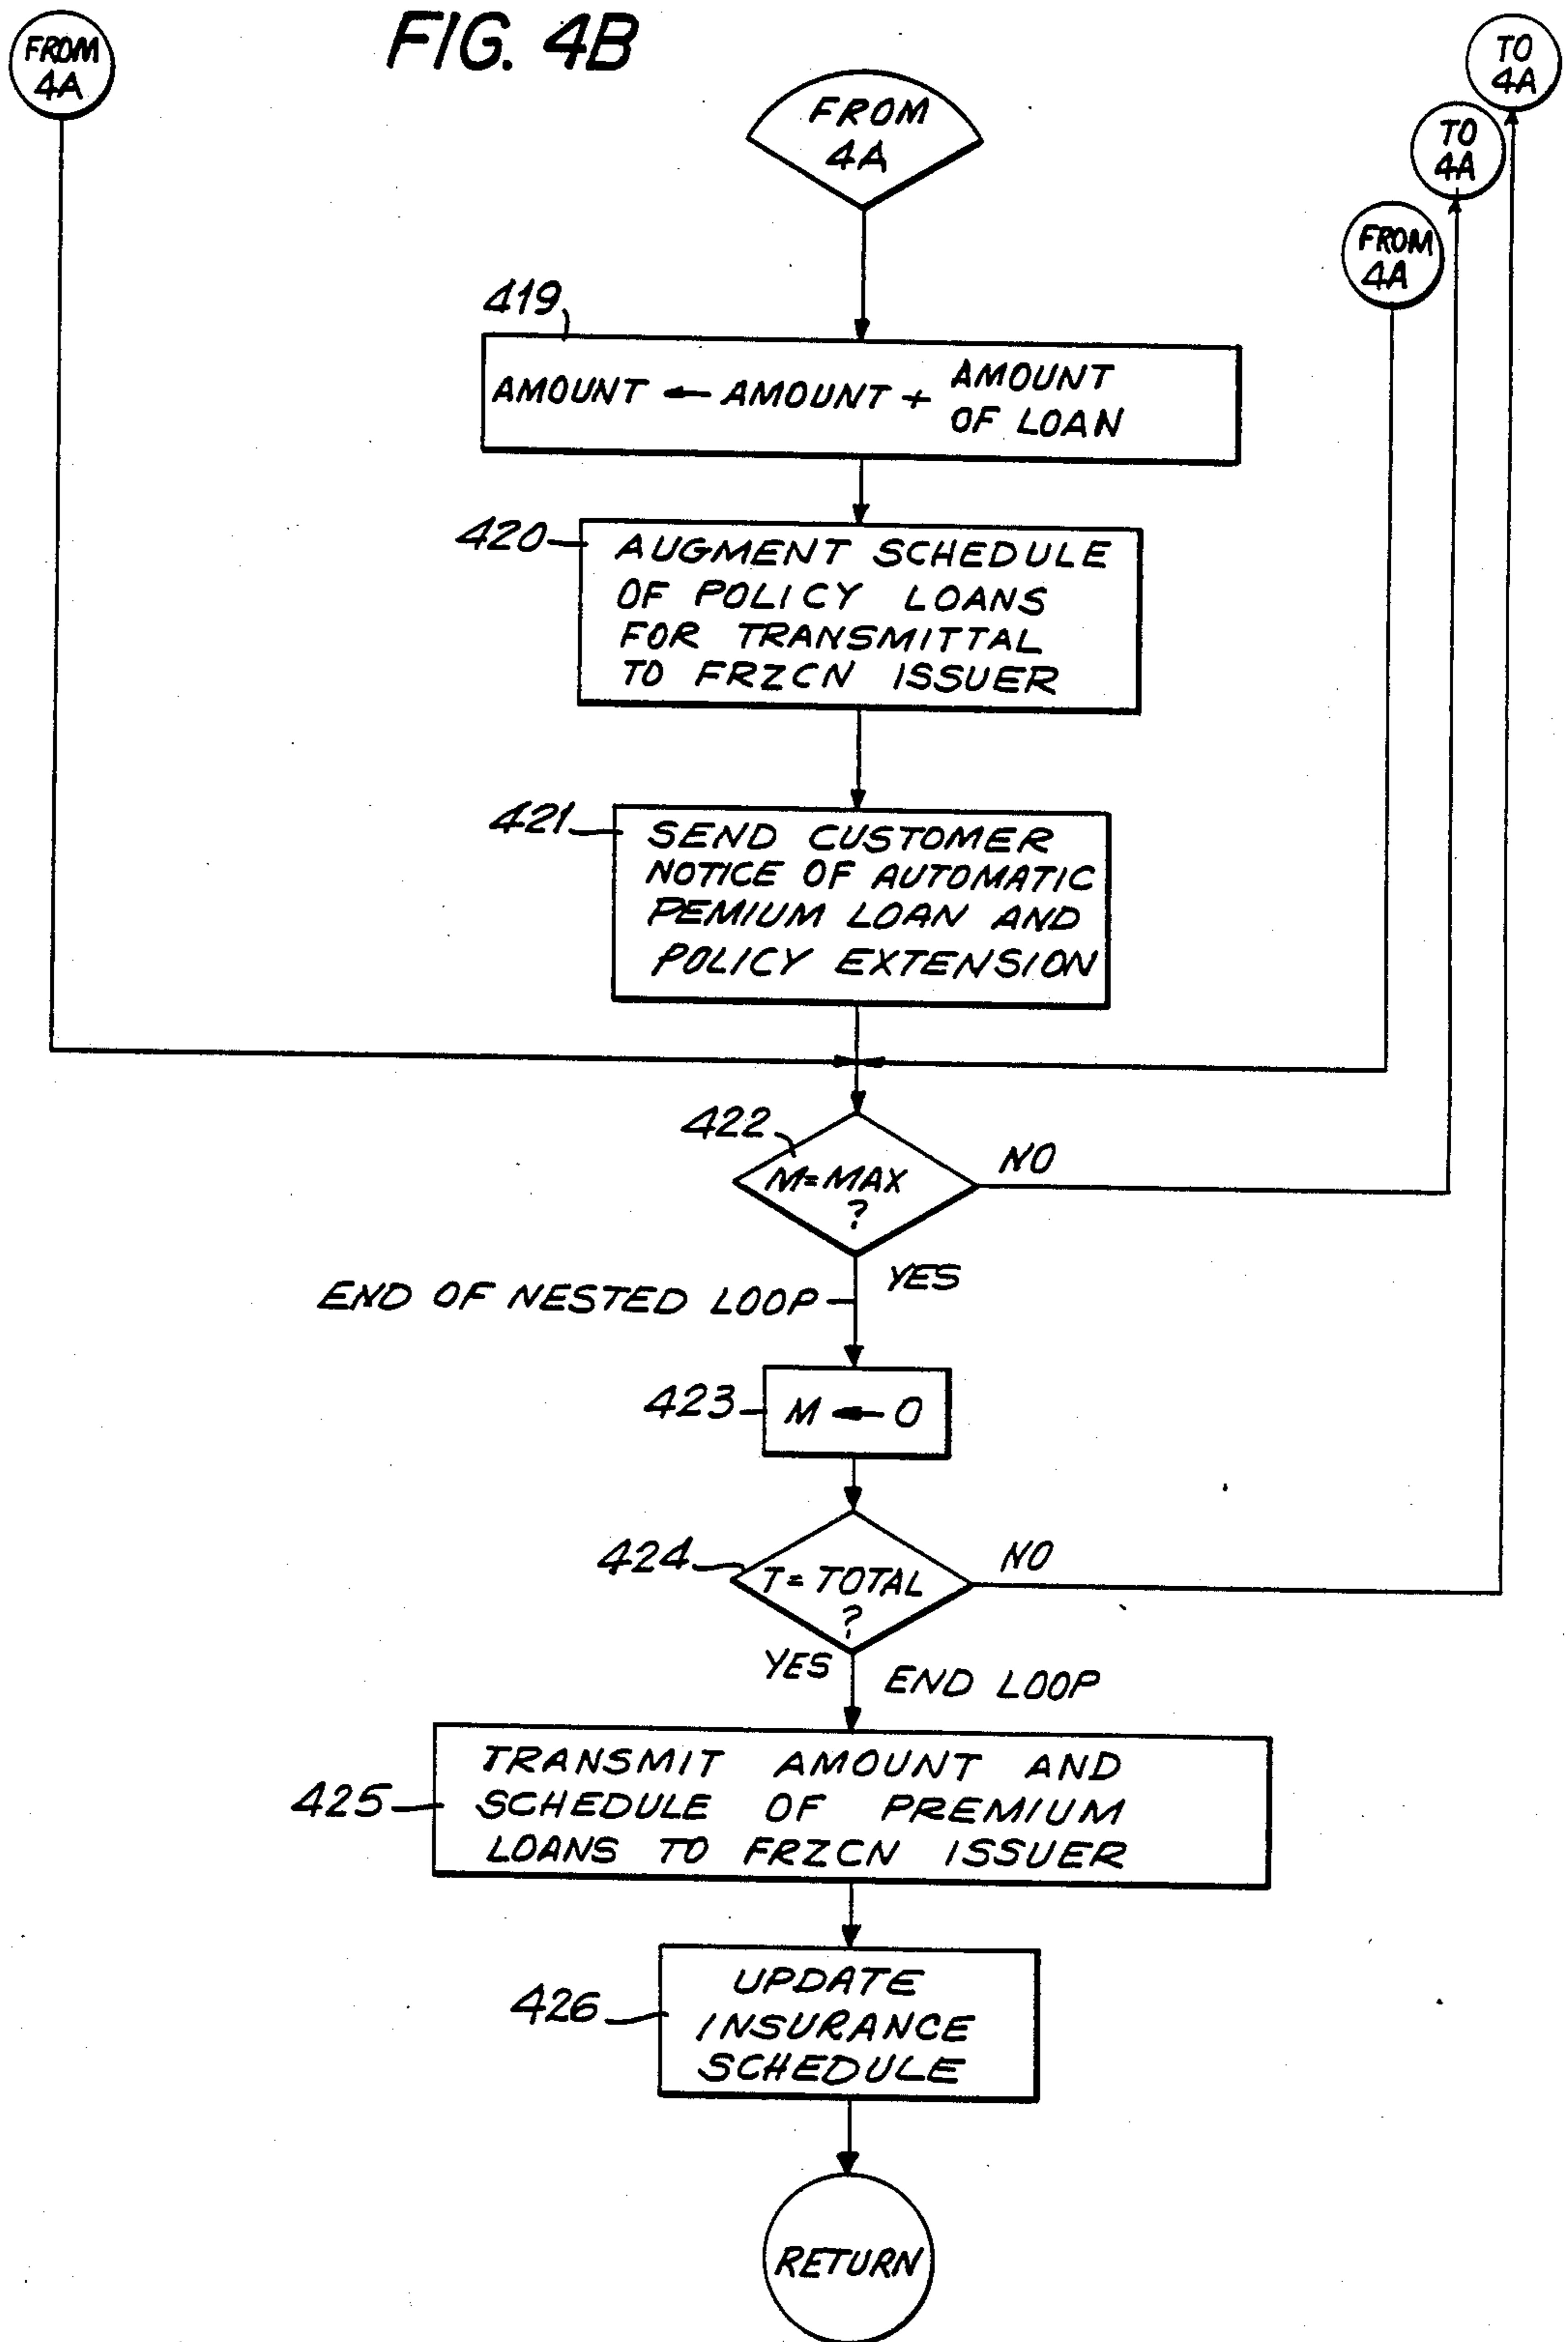 FIG. 4B
FROM
4A
FROM
4A
TO
4A
TO
4A
FROM
4A
419
AMOUNT ← AMOUNT + AMOUNT
OF LOAN
420
AUGMENT SCHEDULE
OF POLICY LOANS
FOR TRANSMITTAL
TO FRZCN ISSUER
421
SEND CUSTOMER
NOTICE OF AUTOMATIC
PEMIUM LOAN AND
POLICY EXTENSION
422
M=MAX
?
NO
YES
END OF NESTED LOOP
423
M ← 0
424
T= TOTAL
?
NO
YES
END LOOP
425
TRANSMIT AMOUNT AND
SCHEDULE OF PREMIUM
LOANS TO FRZCN ISSUER
426
UPDATE
INSURANCE
SCHEDULE
RETURN